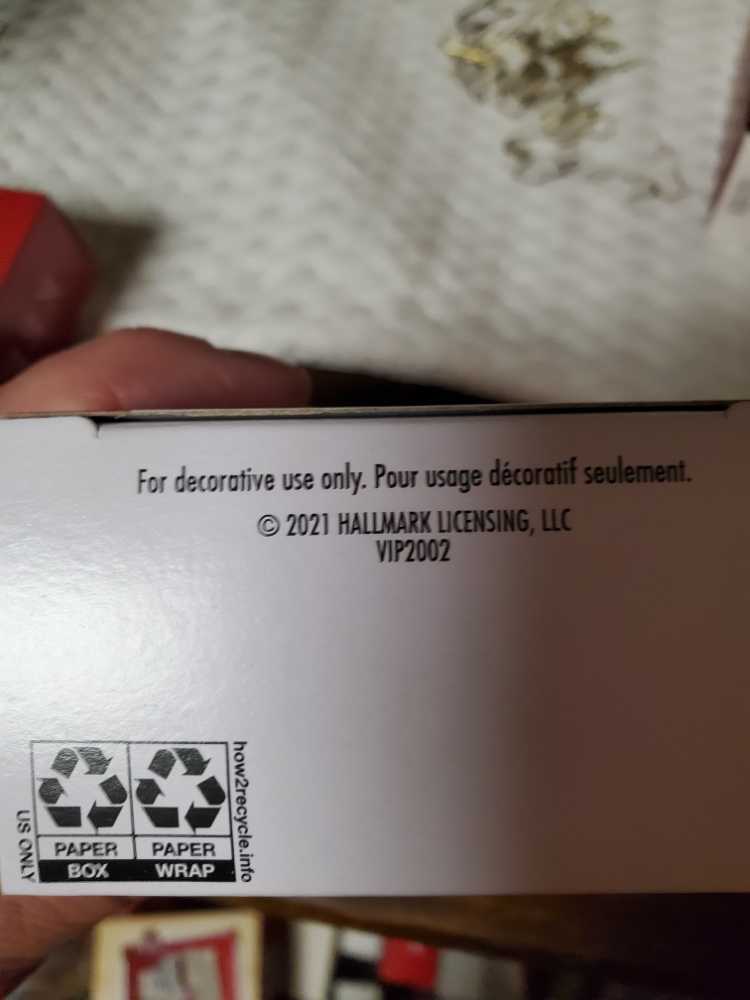 For decorative use only. Pour usage décoratif seulement.
© 2021 HALLMARK LICENSING, LLC
VIP2002
US ONLY
PAPER
BOX
PAPER
WRAP
how2recycle.info